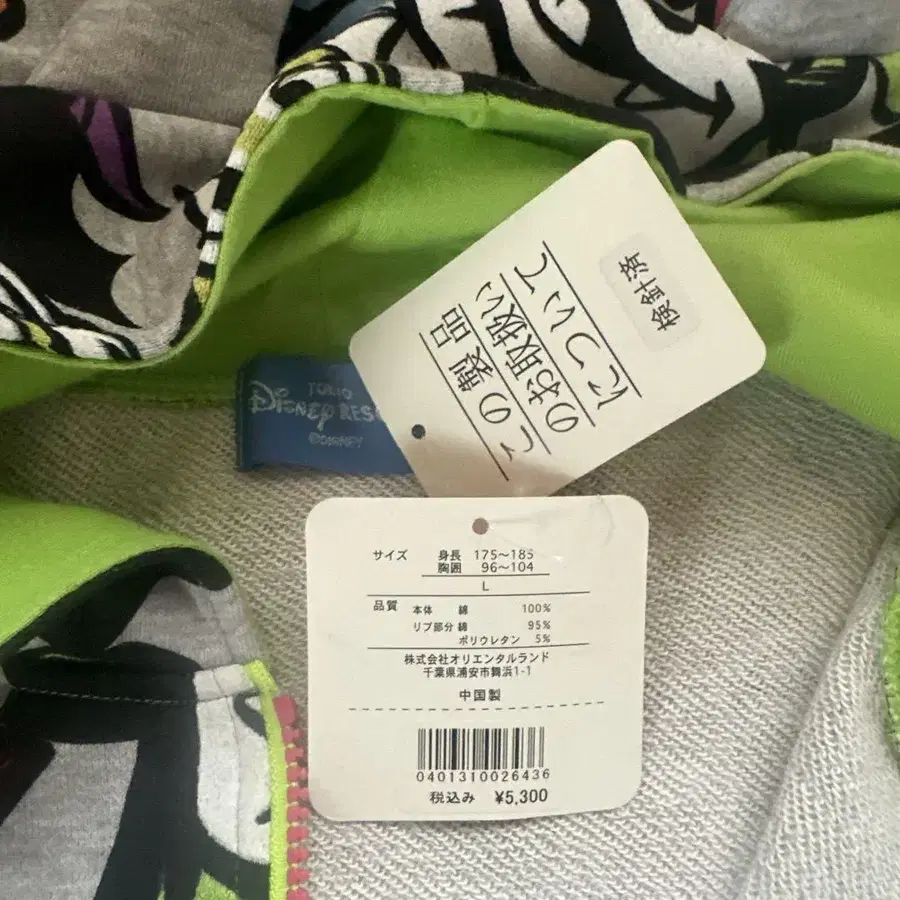 検針済
この製品
のお取扱い
について
TOKYO
DISNEY RES
©DISNEY
サイズ 身長 175～185
胸囲 96～104
L
品質 本体 綿 100%
リブ部分 綿 95%
ポリウレタン 5%
株式会社オリエンタルランド
千葉県浦安市舞浜1-1
中国製
0401310026436
税込み ¥5,300